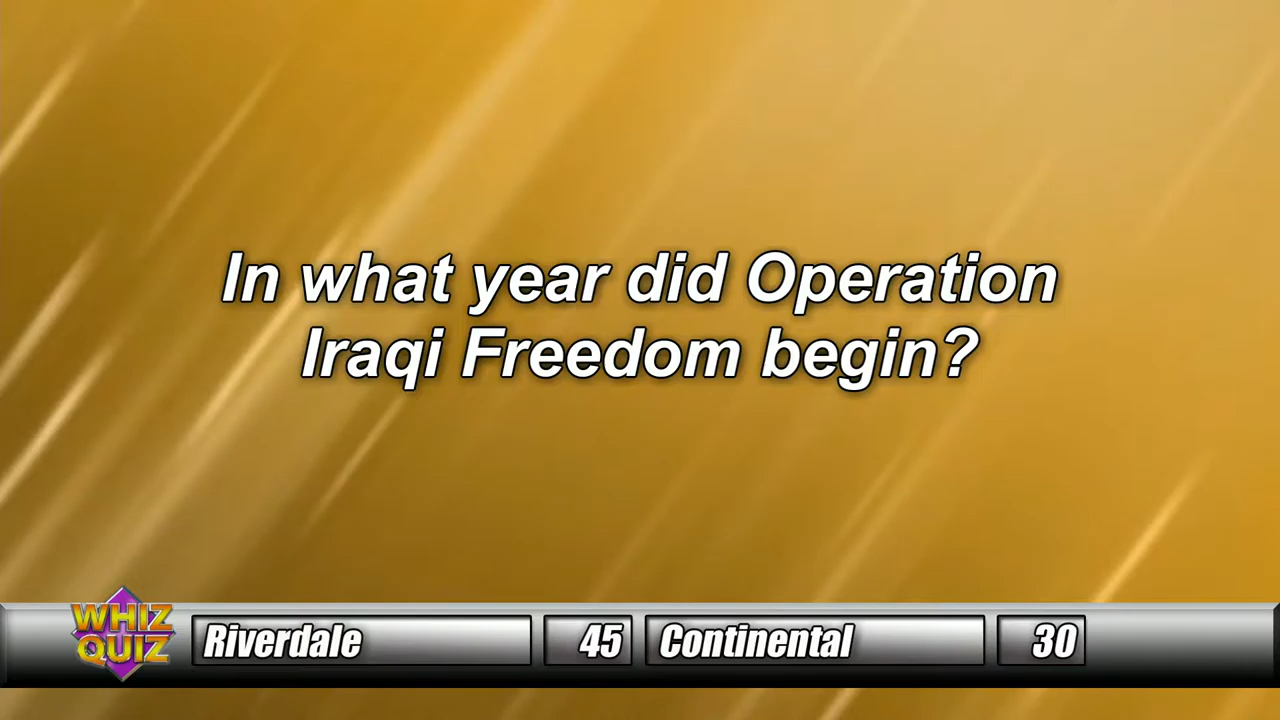 In what year did Operation
Iraqi Freedom begin?
WHIZ
QUIZ
Riverdale 45 Continental 30